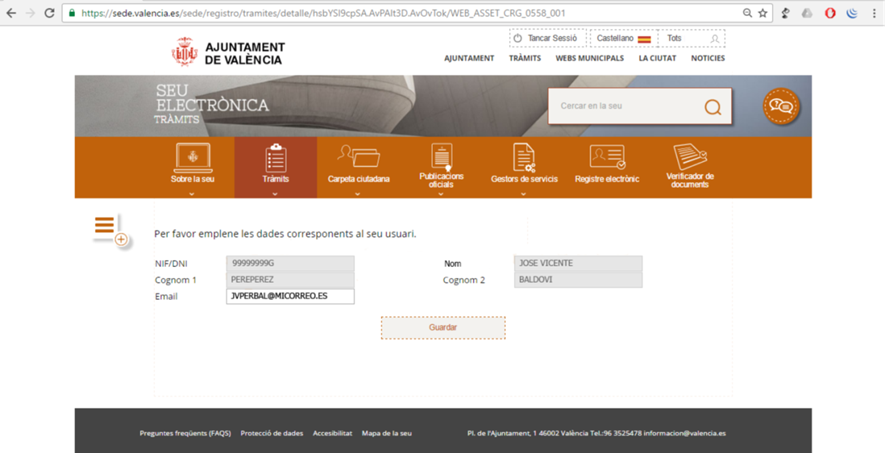 https://sede.valencia.es/sede/registro/tramites/detalle/hsbYSI9cpSA.AvPAlt3D.AvOvTok/WEB_ASSET_CRG_0558_001
Tancar Sessió Castellano Tots
AJUNTAMENT
DE VALÈNCIA
AJUNTAMENT TRÀMITS WEBS MUNICIPALS LA CIUTAT NOTICIES
SEU
ELECTRÒNICA
TRÀMITS
Cercar en la seu
Sobre la seu
Tràmits
Carpeta ciutadana
Publicacions
oficials
Gestors de servicis
Registre electrònic
Verificador de
documents
Per favor emplene les dades corresponents al seu usuari.
NIF/DNI 99999999G Nom JOSE VICENTE
Cognom 1 PEREPEREZ Cognom 2 BALDOVI
Email JVPERBAL@MICORREO.ES
Guardar
Preguntes freqüents (FAQS) Protecció de dades Accesibilitat Mapa de la seu Pl. de l'Ajuntament, 1 46002 València Tel.:96 3525478 informacion@valencia.es